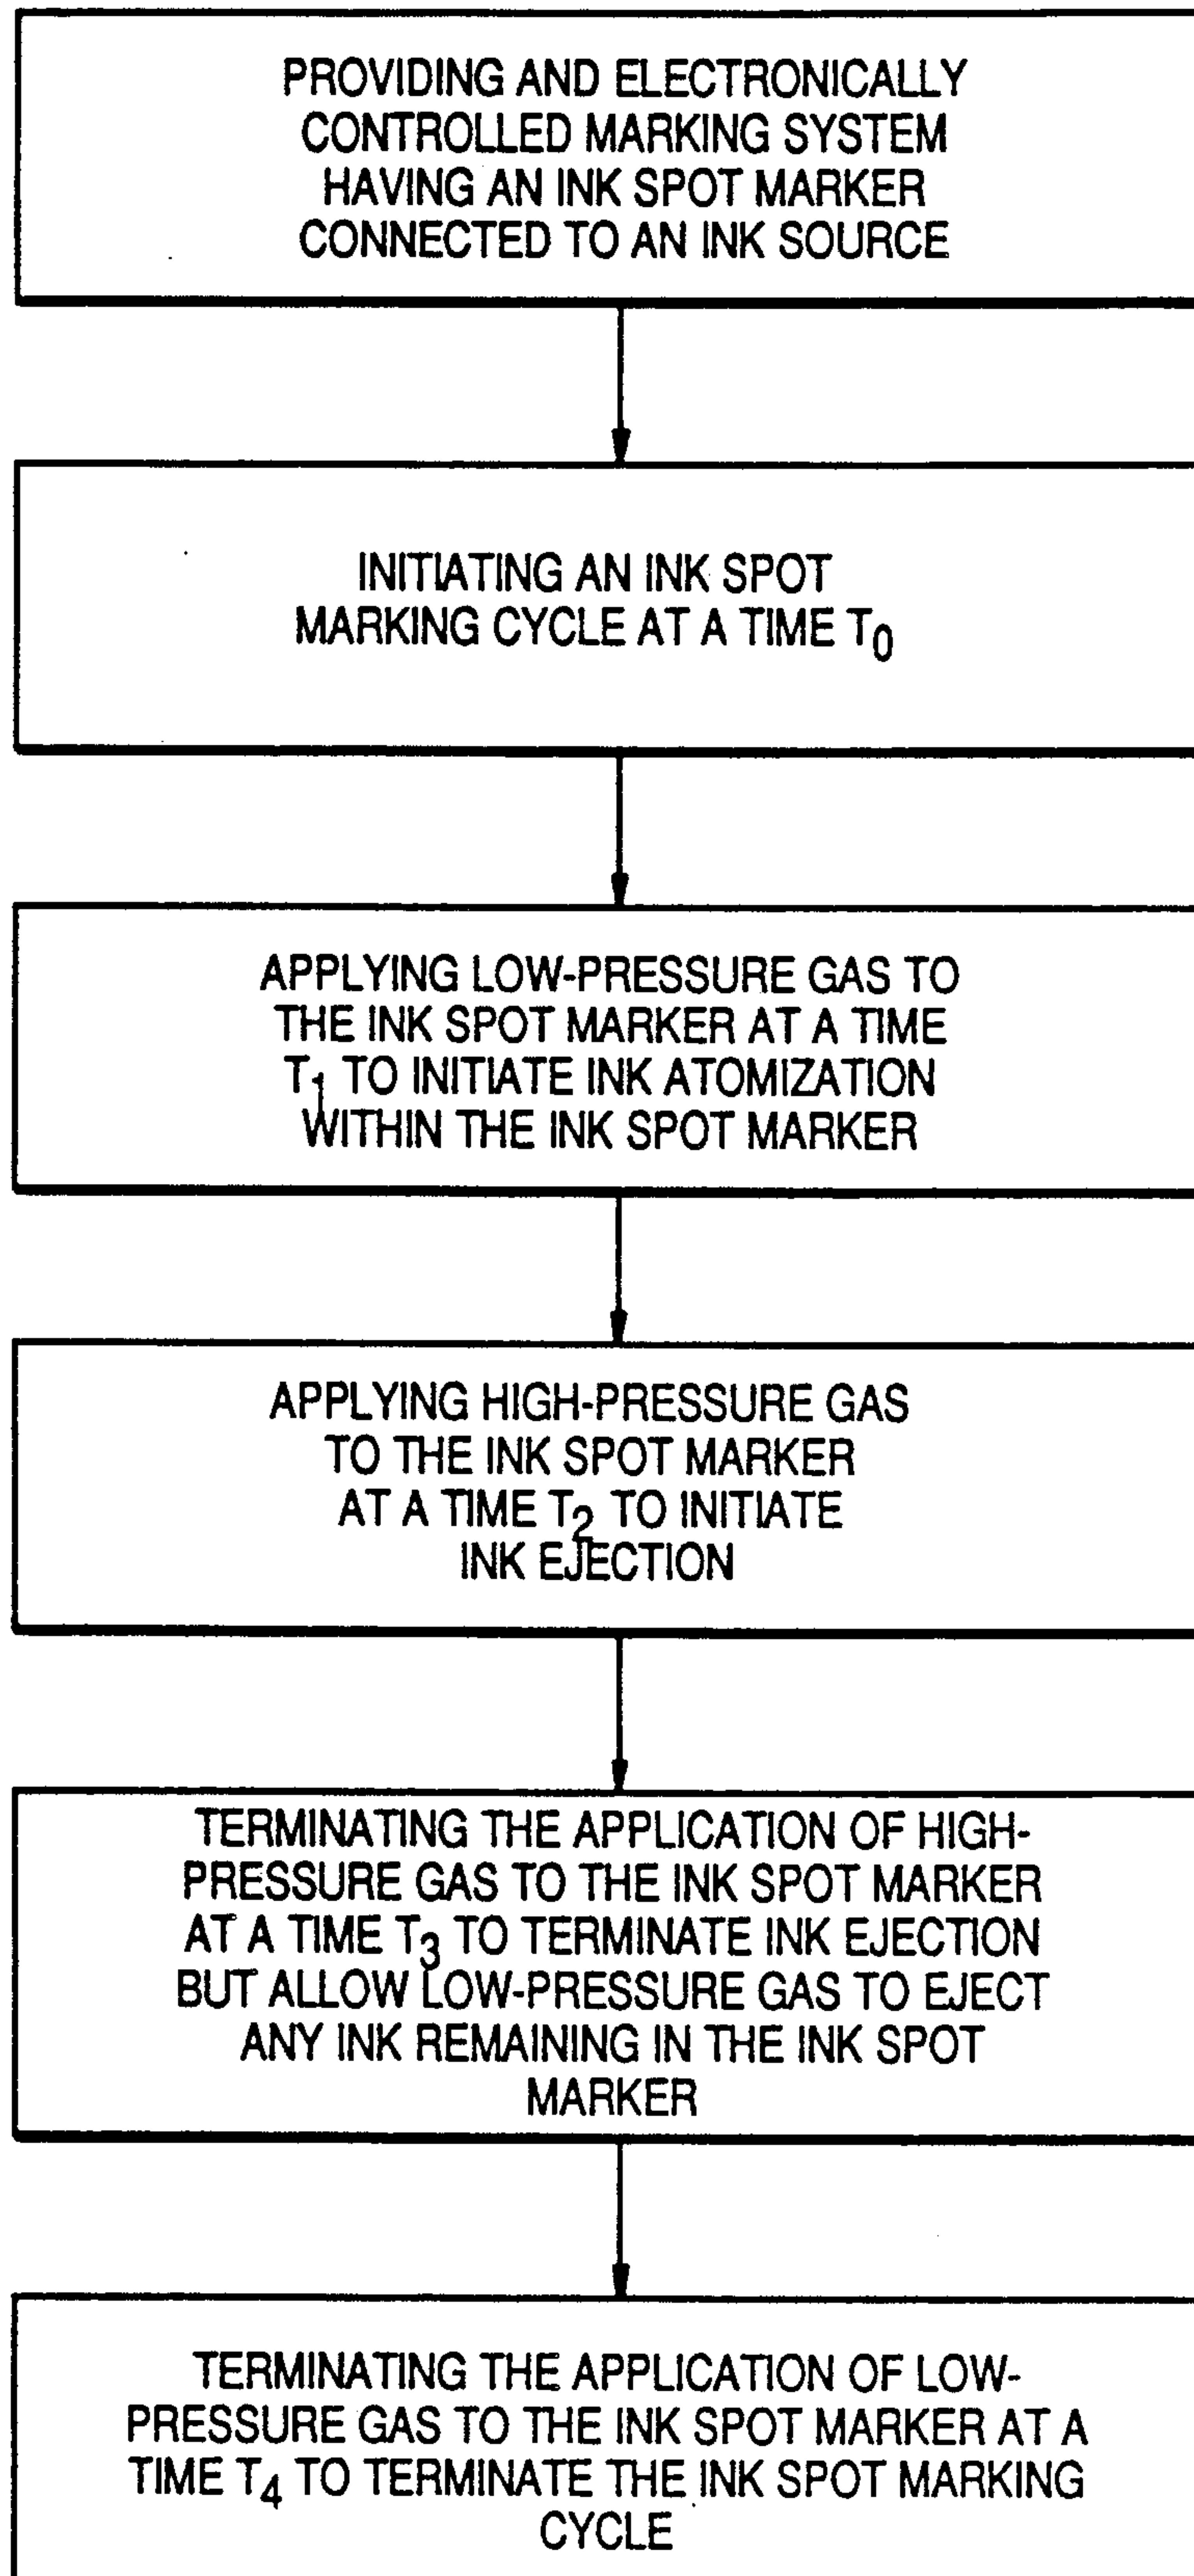 PROVIDING AND ELECTRONICALLY
CONTROLLED MARKING SYSTEM
HAVING AN INK SPOT MARKER
CONNECTED TO AN INK SOURCE
INITIATING AN INK SPOT
MARKING CYCLE AT A TIME T0
APPLYING LOW-PRESSURE GAS TO
THE INK SPOT MARKER AT A TIME
T1 TO INITIATE INK ATOMIZATION
WITHIN THE INK SPOT MARKER
APPLYING HIGH-PRESSURE GAS
TO THE INK SPOT MARKER
AT A TIME T2 TO INITIATE
INK EJECTION
TERMINATING THE APPLICATION OF HIGH-
PRESSURE GAS TO THE INK SPOT MARKER
AT A TIME T3 TO TERMINATE INK EJECTION
BUT ALLOW LOW-PRESSURE GAS TO EJECT
ANY INK REMAINING IN THE INK SPOT
MARKER
TERMINATING THE APPLICATION OF LOW-
PRESSURE GAS TO THE INK SPOT MARKER AT A
TIME T4 TO TERMINATE THE INK SPOT MARKING
CYCLE